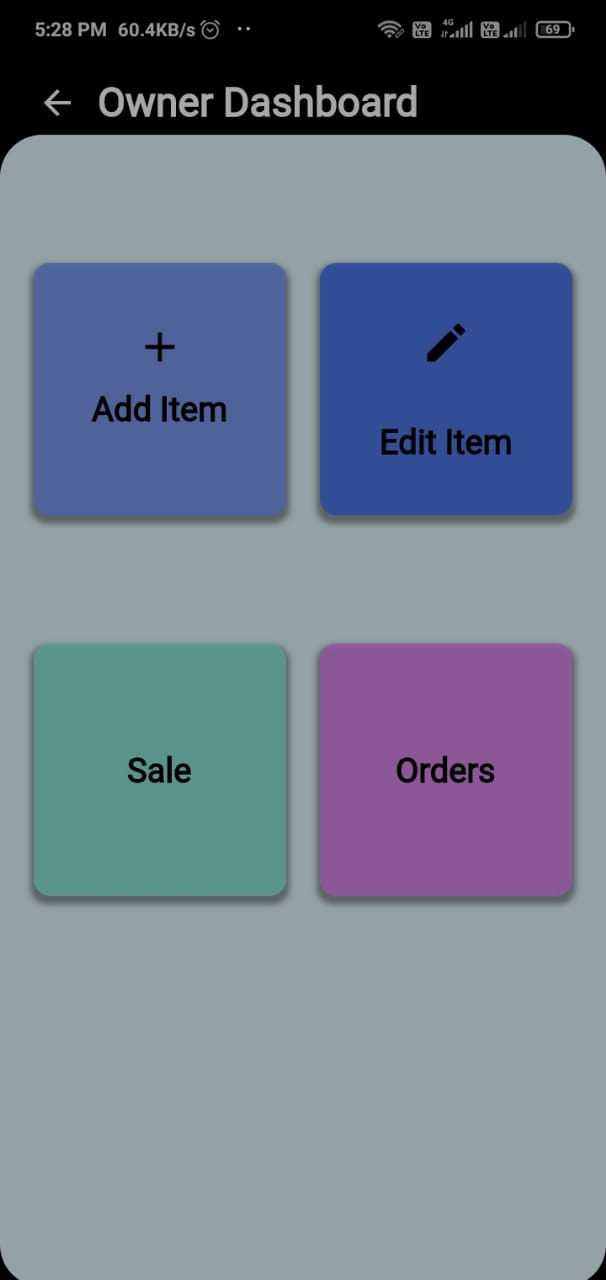 5:28 PM 60.4KB/s
Vo LTE 4G Vo LTE 69
Owner Dashboard
Add Item
Edit Item
Sale
Orders